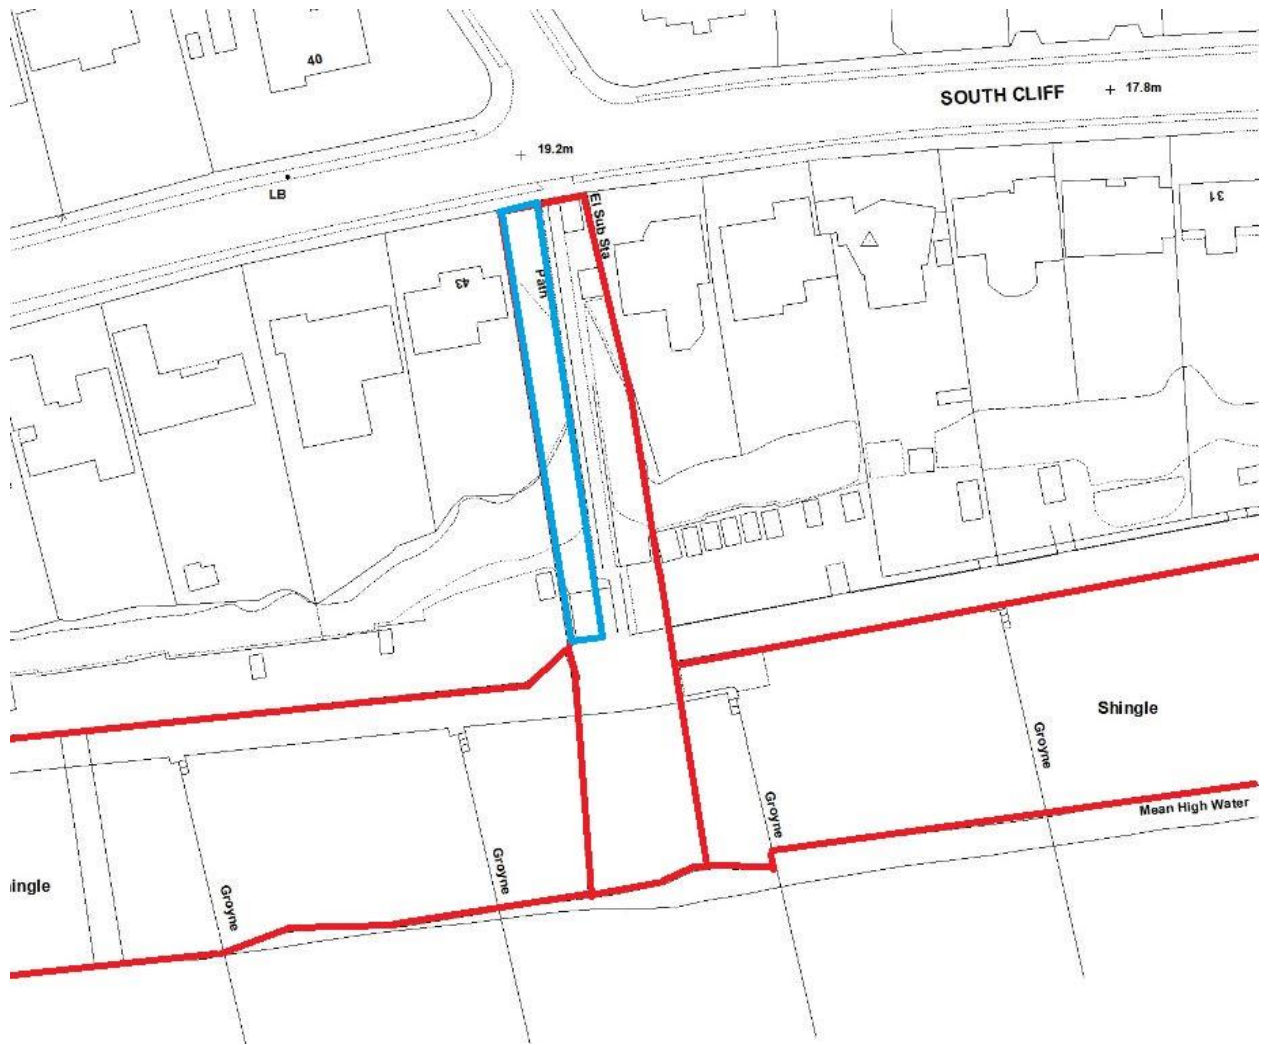 40
SOUTH CLIFF
17.8m
19.2m
LB
El Sub Sta
31
Path
43
Shingle
Groyne
Mean High Water
Groyne
Groyne
ingle
Groyne